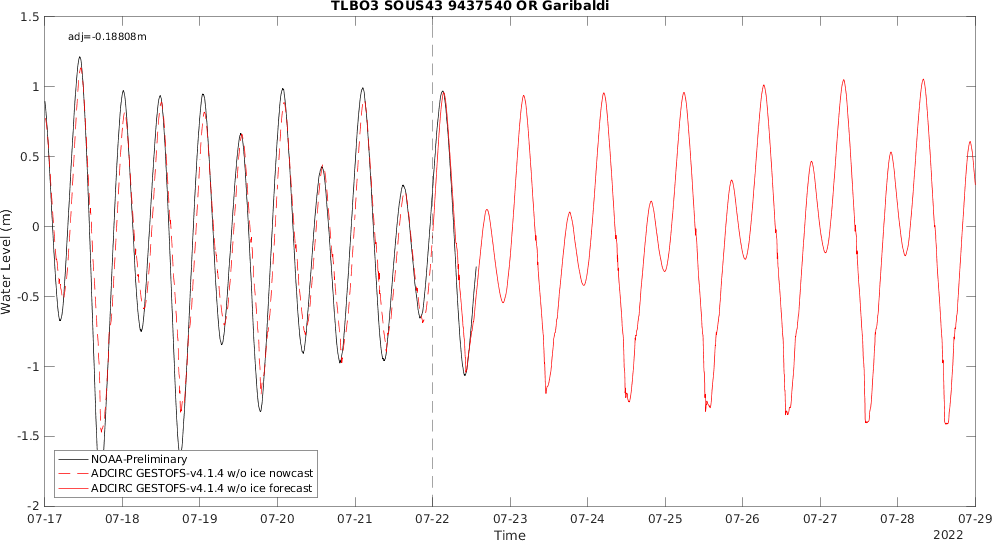 TLBO3 SOUS43 9437540 OR Garibaldi
adj=-0.18808m
1.5
1
0.5
0
-0.5
-1
-1.5
-2
Water Level (m)
NOAA-Preliminary
ADCIRC GESTOFS-v4.1.4 w/o ice nowcast
ADCIRC GESTOFS-v4.1.4 w/o ice forecast
07-17 07-18 07-19 07-20 07-21 07-22 07-23 07-24 07-25 07-26 07-27 07-28 07-29
Time
2022